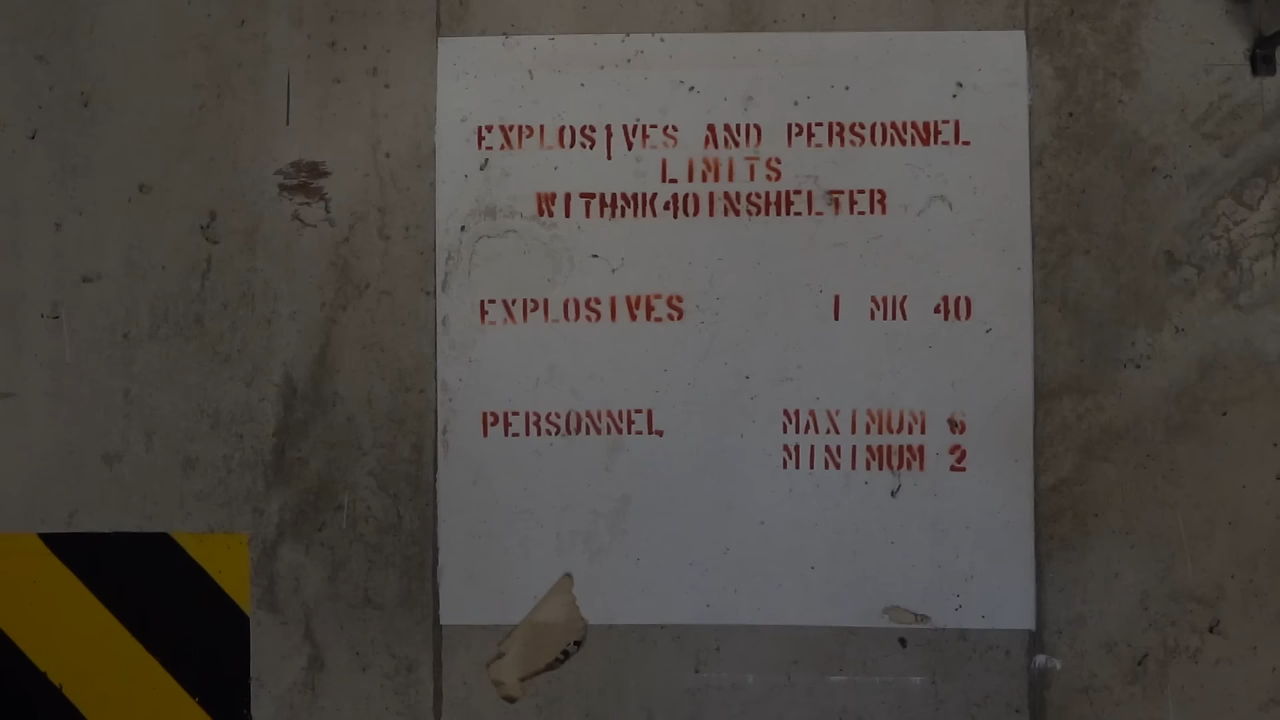 EXPLOSIVES AND PERSONNEL
LIMITS
WITHMK40INSHELTER
EXPLOSIVES 1 MK 40
PERSONNEL MAXIMUM 6
MINIMUM 2